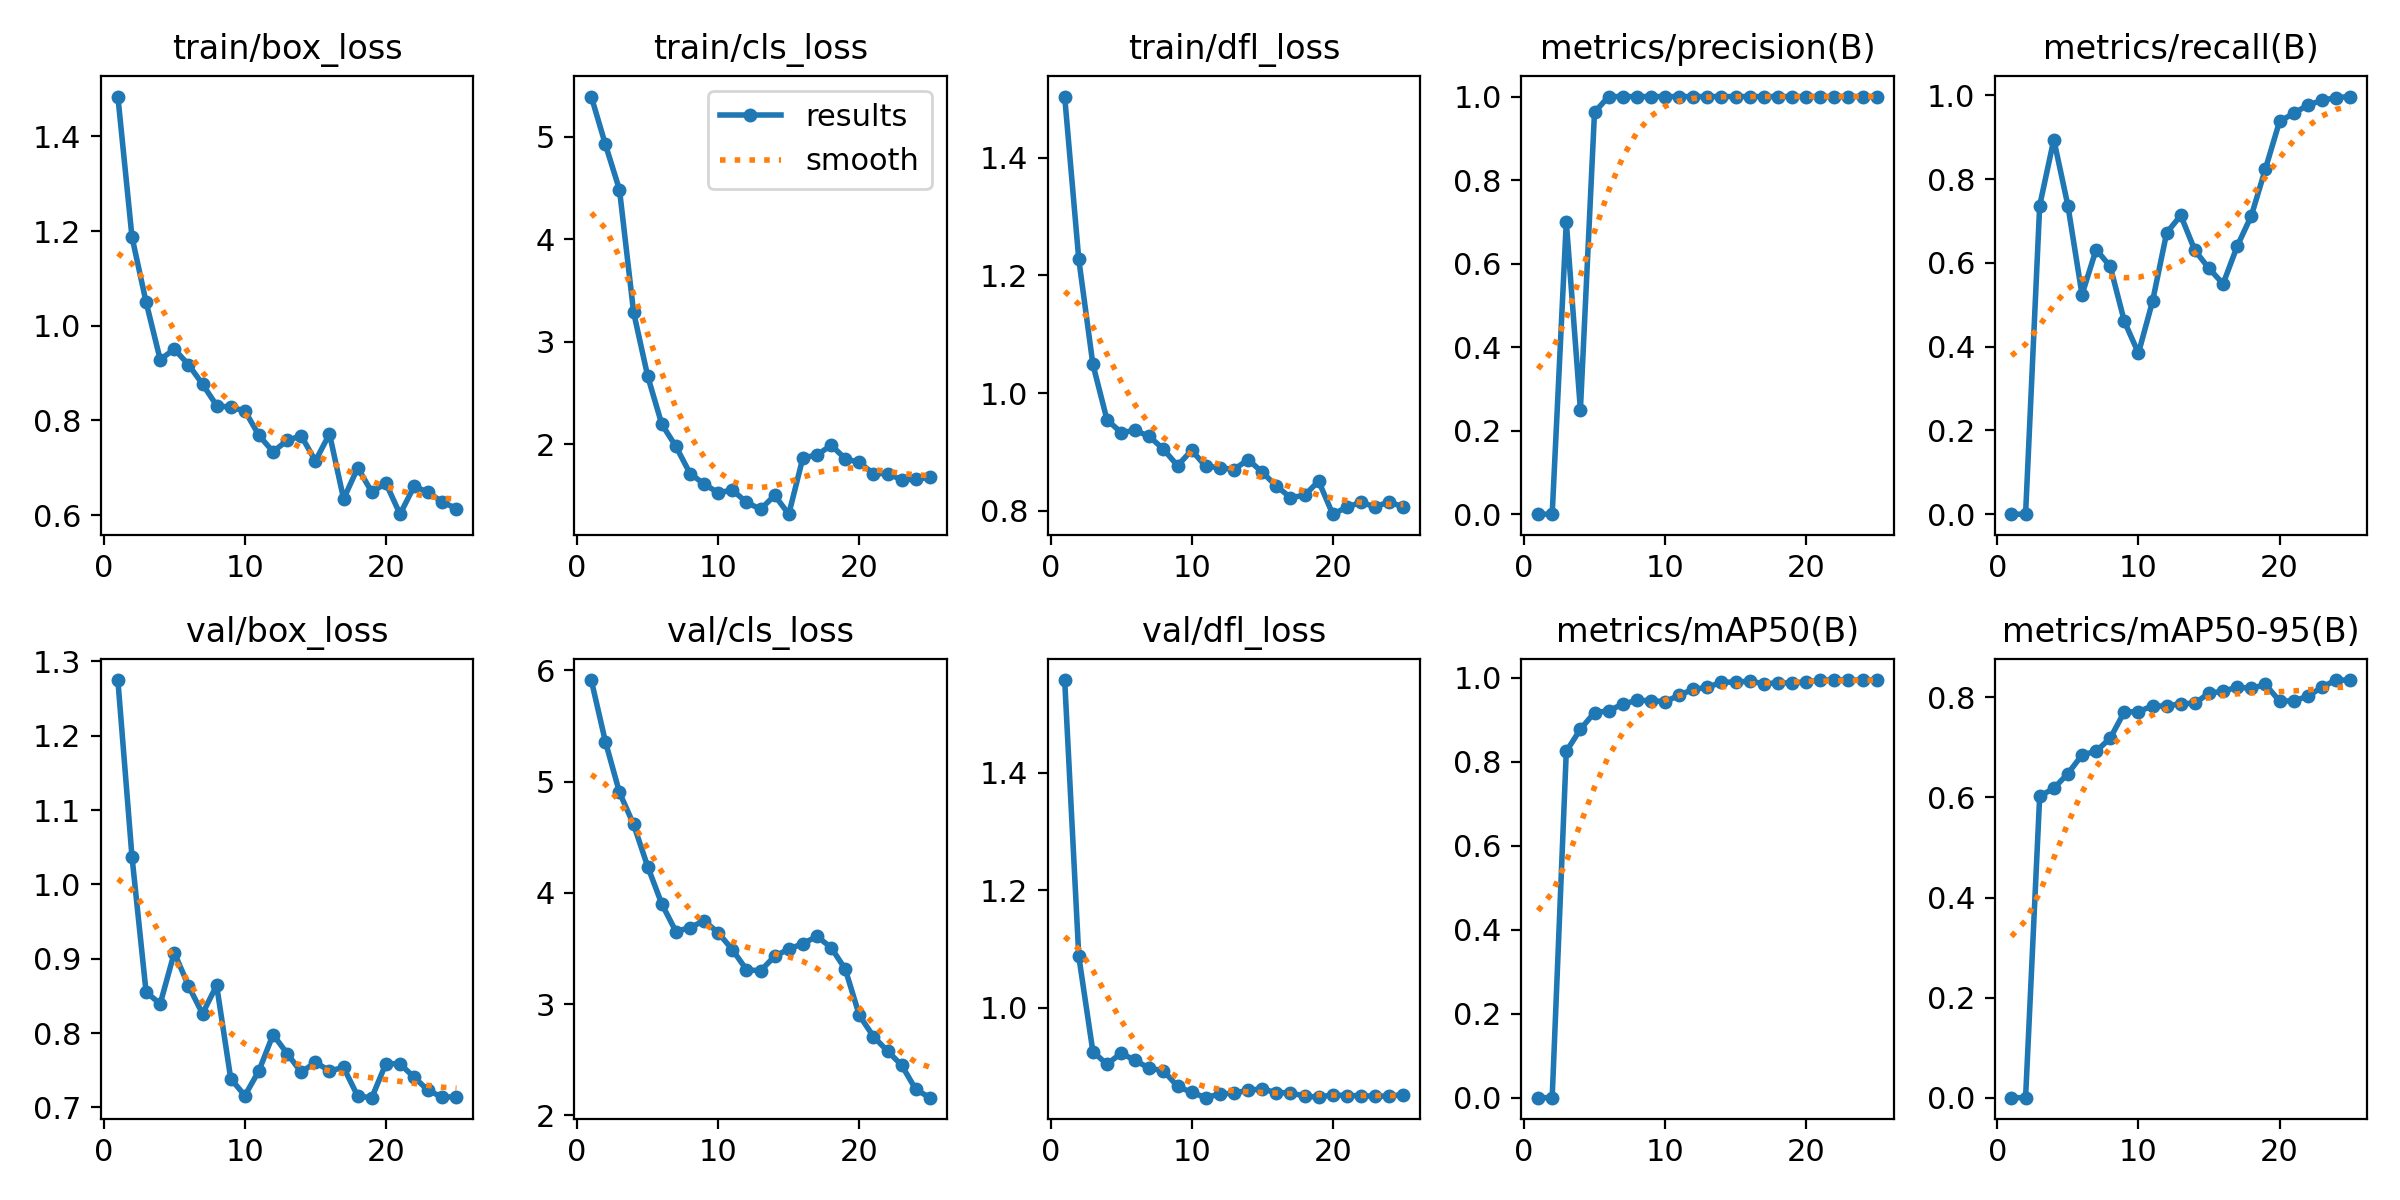 train/box_loss
1.4
1.2
1.0
0.8
0.6
0 10 20
train/cls_loss
results
smooth
5
4
3
2
0 10 20
train/dfl_loss
1.4
1.2
1.0
0.8
0 10 20
metrics/precision(B)
1.0
0.8
0.6
0.4
0.2
0.0
0 10 20
metrics/recall(B)
1.0
0.8
0.6
0.4
0.2
0.0
0 10 20
val/box_loss
1.3
1.2
1.1
1.0
0.9
0.8
0.7
0 10 20
val/cls_loss
6
5
4
3
2
0 10 20
val/dfl_loss
1.4
1.2
1.0
0 10 20
metrics/mAP50(B)
1.0
0.8
0.6
0.4
0.2
0.0
0 10 20
metrics/mAP50-95(B)
0.8
0.6
0.4
0.2
0.0
0 10 20